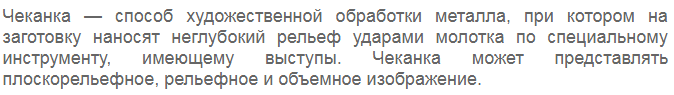 Чеканка — способ художественной обработки металла, при котором на
заготовку наносят неглубокий рельеф ударами молотка по специальному
инструменту, имеющему выступы. Чеканка может представлять
плоскорельефное, рельефное и объемное изображение.